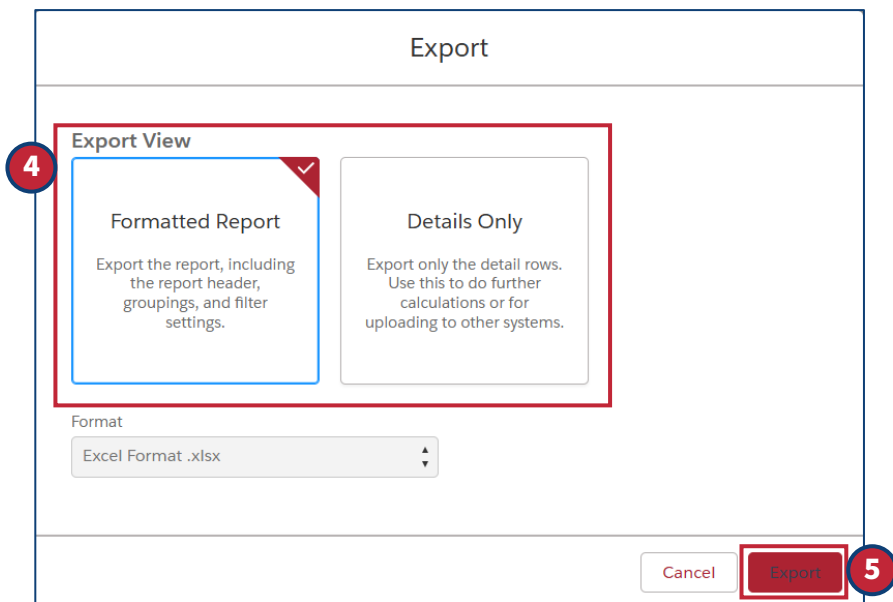 Export
4
Export View
Formatted Report
Export the report, including
the report header,
groupings, and filter
settings.
Details Only
Export only the detail rows.
Use this to do further
calculations or for
uploading to other systems.
Format
Excel Format .xlsx
Cancel
Export
5